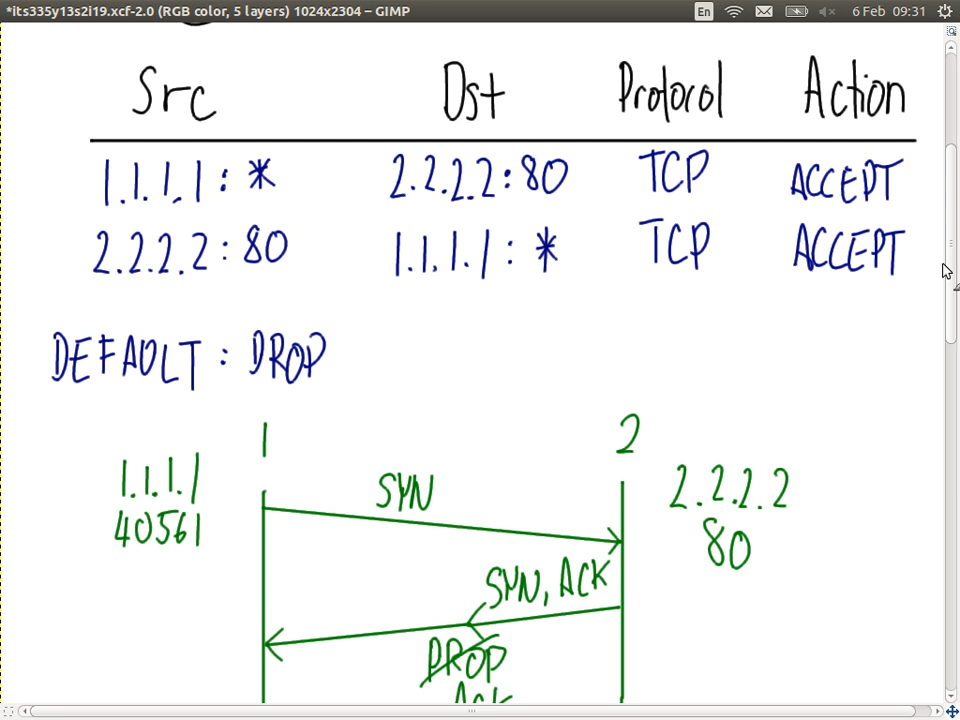 *its335y13s2i19.xcf-2.0 (RGB color, 5 layers) 1024x2304 – GIMP En 6 Feb 09:31
Src Dst Protocol Action
1.1.1.1 : * 2.2.2.2:80 TCP ACCEPT
2.2.2.2 : 80 1.1.1.1 : * TCP ACCEPT
DEFAULT : DROP
1 2
1.1.1.1 SYN 2.2.2.2
40561 80
SYN, ACK
DROP
ACK